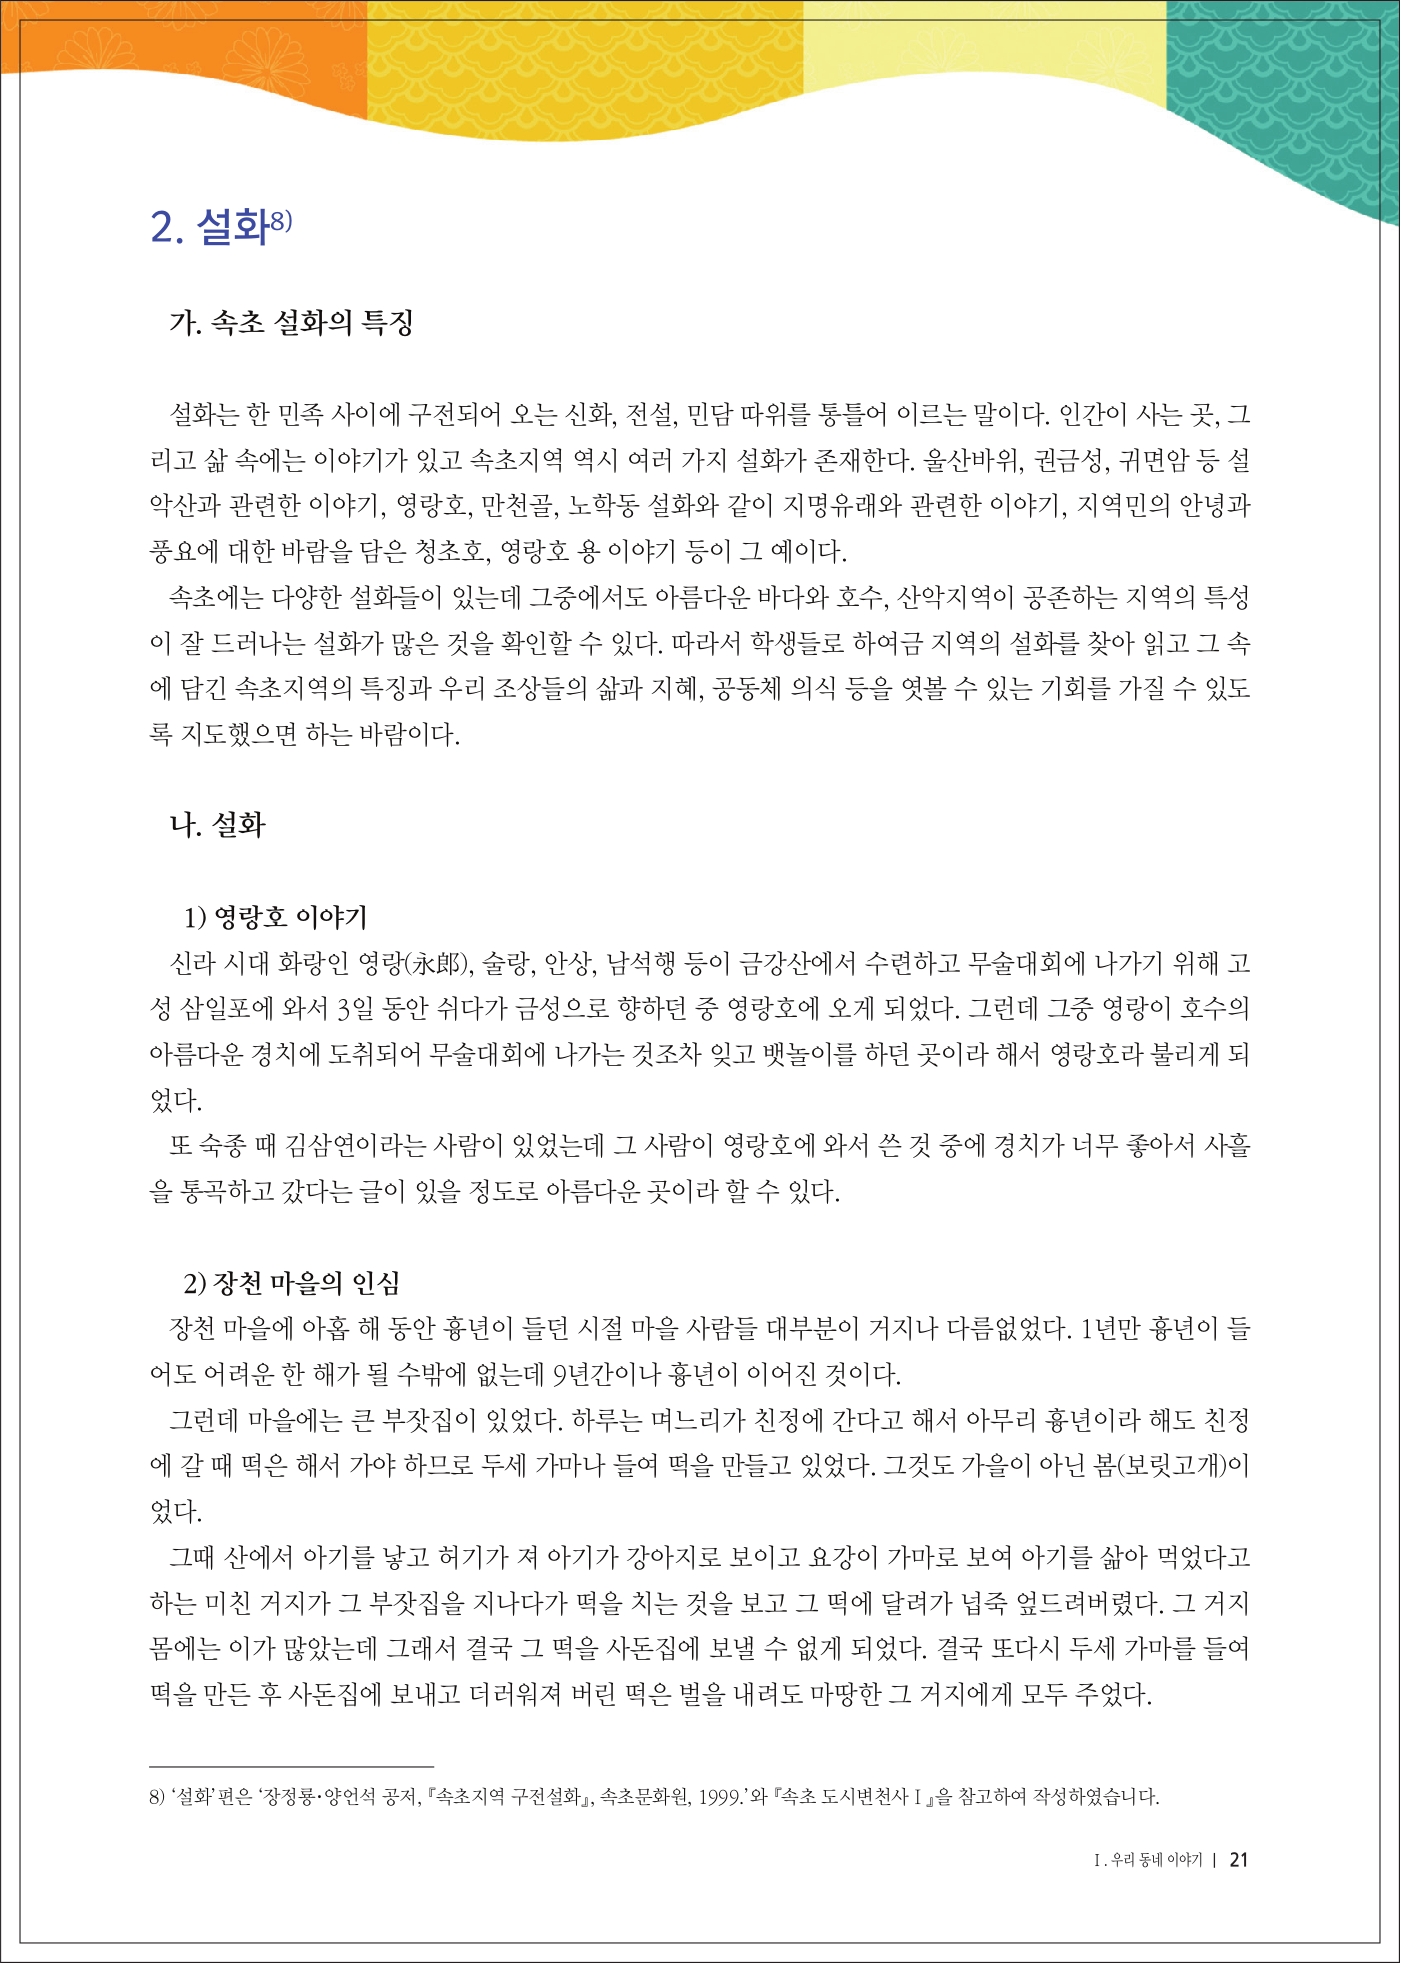 2. 설화8)
가. 속초 설화의 특징
설화는 한 민족 사이에 구전되어 오는 신화, 전설, 민담 따위를 통틀어 이르는 말이다. 인간이 사는 곳, 그
리고 삶 속에는 이야기가 있고 속초지역 역시 여러 가지 설화가 존재한다. 울산바위, 권금성, 귀면암 등 설
악산과 관련한 이야기, 영랑호, 만천골, 노학동 설화와 같이 지명유래와 관련한 이야기, 지역민의 안녕과
풍요에 대한 바람을 담은 청초호, 영랑호 용 이야기 등이 그 예이다.
속초에는 다양한 설화들이 있는데 그중에서도 아름다운 바다와 호수, 산악지역이 공존하는 지역의 특성
이 잘 드러나는 설화가 많은 것을 확인할 수 있다. 따라서 학생들로 하여금 지역의 설화를 찾아 읽고 그 속
에 담긴 속초지역의 특징과 우리 조상들의 삶과 지혜, 공동체 의식 등을 엿볼 수 있는 기회를 가질 수 있도
록 지도했으면 하는 바람이다.
나. 설화
1) 영랑호 이야기
신라 시대 화랑인 영랑(永郎), 술랑, 안상, 남석행 등이 금강산에서 수련하고 무술대회에 나가기 위해 고
성 삼일포에 와서 3일 동안 쉬다가 금성으로 향하던 중 영랑호에 오게 되었다. 그런데 그중 영랑이 호수의
아름다운 경치에 도취되어 무술대회에 나가는 것조차 잊고 뱃놀이를 하던 곳이라 해서 영랑호라 불리게 되
었다.
또 숙종 때 김삼연이라는 사람이 있었는데 그 사람이 영랑호에 와서 쓴 것 중에 경치가 너무 좋아서 사흘
을 통곡하고 갔다는 글이 있을 정도로 아름다운 곳이라 할 수 있다.
2) 장천 마을의 인심
장천 마을에 아홉 해 동안 흉년이 들던 시절 마을 사람들 대부분이 거지나 다름없었다. 1년만 흉년이 들
어도 어려운 한 해가 될 수밖에 없는데 9년간이나 흉년이 이어진 것이다.
그런데 마을에는 큰 부잣집이 있었다. 하루는 며느리가 친정에 간다고 해서 아무리 흉년이라 해도 친정
에 갈 때 떡은 해서 가야 하므로 두세 가마나 들여 떡을 만들고 있었다. 그것도 가을이 아닌 봄(보릿고개)이
었다.
그때 산에서 아기를 낳고 허기가 져 아기가 강아지로 보이고 요강이 가마로 보여 아기를 삶아 먹었다고
하는 미친 거지가 그 부잣집을 지나다가 떡을 치는 것을 보고 그 떡에 달려가 넙죽 엎드려버렸다. 그 거지
몸에는 이가 많았는데 그래서 결국 그 떡을 사돈집에 보낼 수 없게 되었다. 결국 또다시 두세 가마를 들여
떡을 만든 후 사돈집에 보내고 더러워져 버린 떡은 벌을 내려도 마땅한 그 거지에게 모두 주었다.
8) ‘설화’ 편은 ‘장정룡·양언석 공저, 『속초지역 구전설화』, 속초문화원, 1999.’와 『속초 도시변천사Ⅰ』을 참고하여 작성하였습니다.
Ⅰ. 우리 동네 이야기 | 21